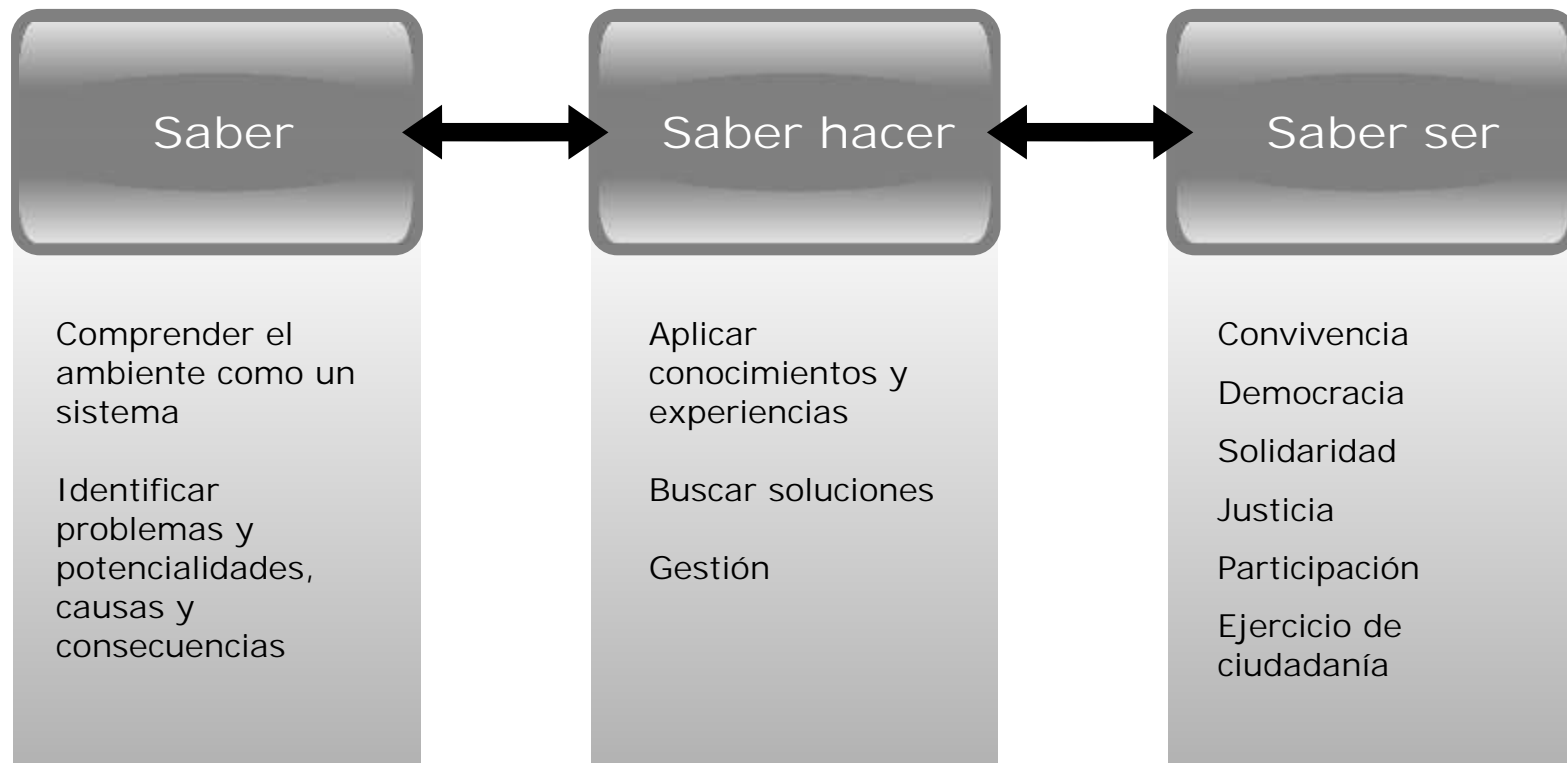 Saber
Saber hacer
Saber ser
Comprender el
ambiente como un
sistema
Identificar
problemas y
potencialidades,
causas y
consecuencias
Aplicar
conocimientos y
experiencias
Buscar soluciones
Gestión
Convivencia
Democracia
Solidaridad
Justicia
Participación
Ejercicio de
ciudadanía